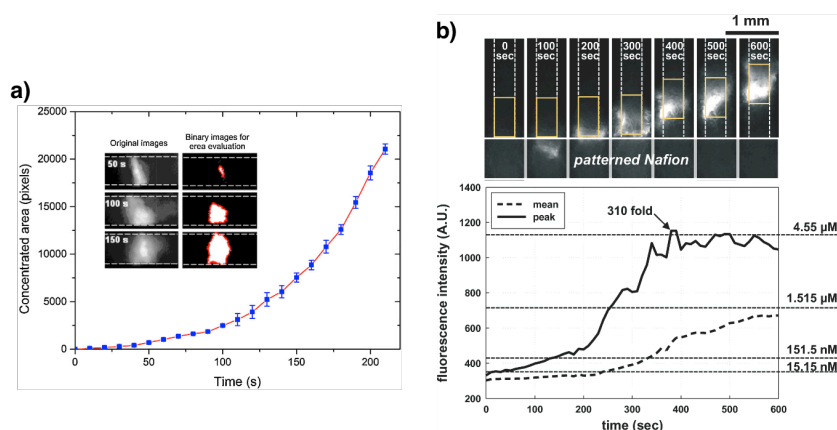 a)
Concentrated area (pixels)
25000
20000
15000
10000
5000
0
0
50
100
150
200
Time (s)
Original images
Binary images for
erea evaluation
50 s
100 s
150 s
b)
1 mm
0
sec
100
sec
200
sec
300
sec
400
sec
500
sec
600
sec
patterned Nafion
fluorescence intensity (A.U.)
1400
1200
1000
800
600
400
200
mean
peak
310 fold
4.55 µM
1.515 µM
151.5 nM
15.15 nM
0
100
200
300
400
500
600
time (sec)